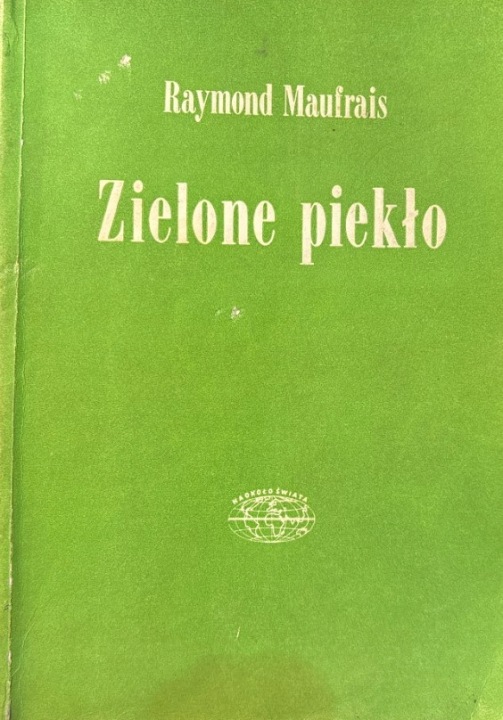 Raymond Maufrais
Zielone piekło
NAOKOŁO ŚWIATA